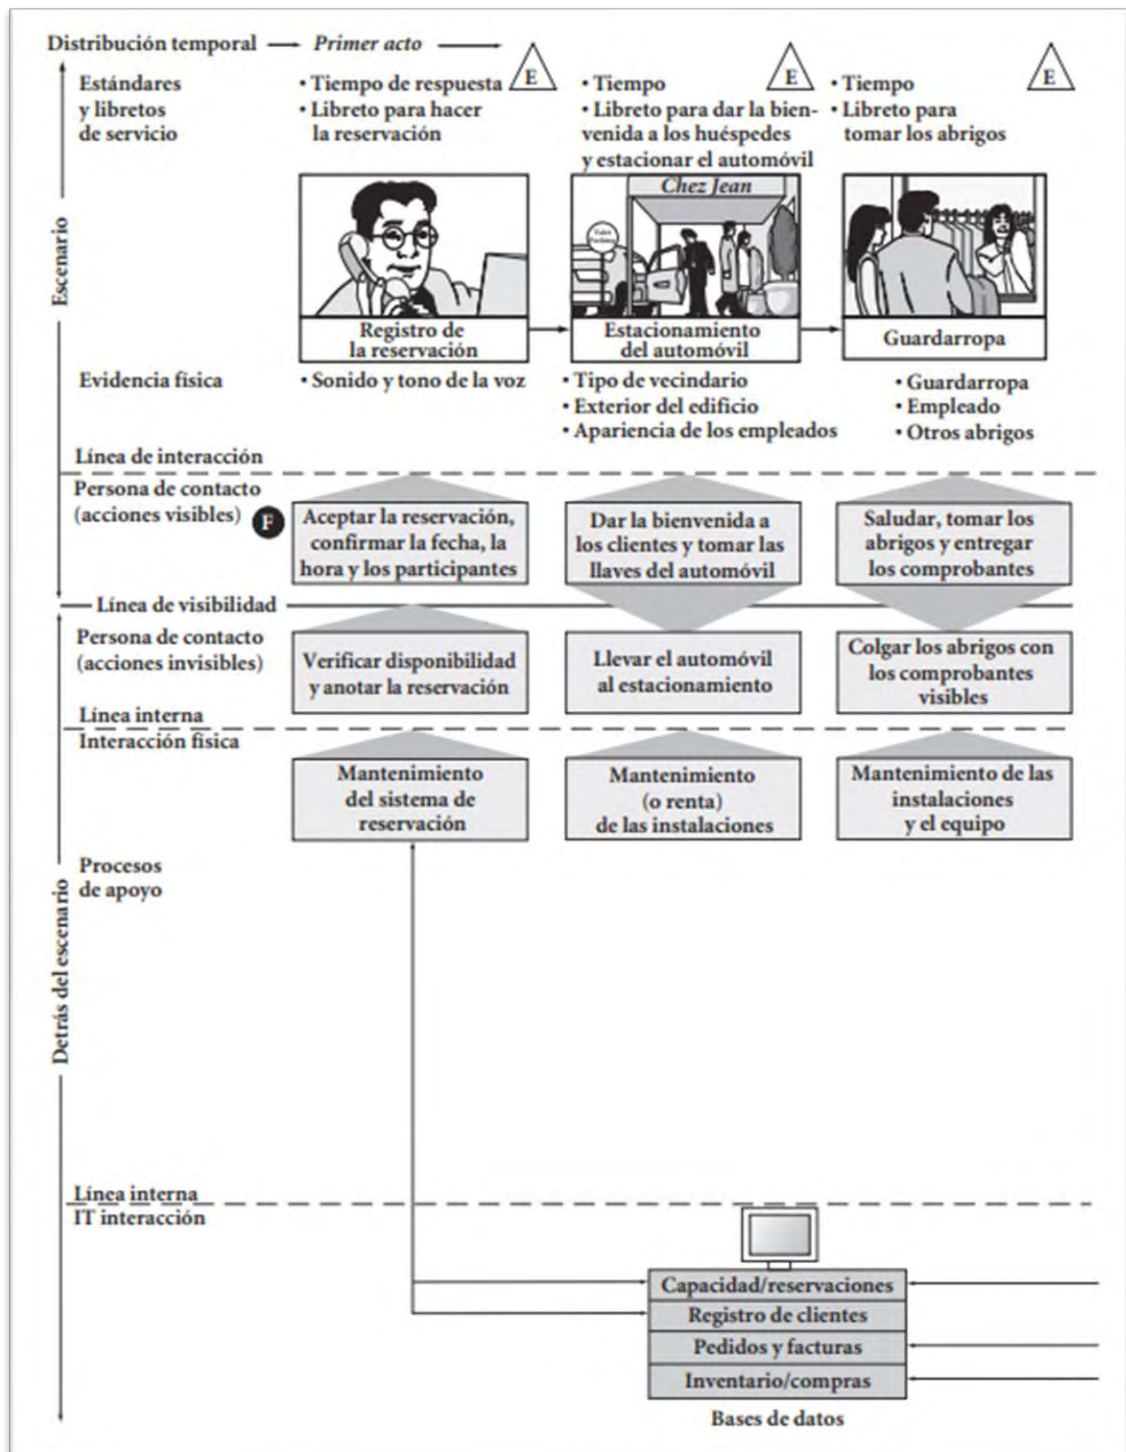 Distribución temporal
Primer acto
Estándares
y libretos
de servicio
• Tiempo de respuesta
• Libreto para hacer
la reservación
E
• Tiempo
• Libreto para dar la bien-
venida a los huéspedes
y estacionar el automóvil
E
• Tiempo
• Libreto para
tomar los abrigos
E
Escenario
Chez Jean
Valet
Parking
Registro de
la reservación
Estacionamiento
del automóvil
Guardarropa
Evidencia física
• Sonido y tono de la voz
• Tipo de vecindario
• Exterior del edificio
• Apariencia de los empleados
• Guardarropa
• Empleado
• Otros abrigos
Línea de interacción
Persona de contacto
(acciones visibles)
F
Aceptar la reservación,
confirmar la fecha, la
hora y los participantes
Dar la bienvenida a
los clientes y tomar las
llaves del automóvil
Saludar, tomar los
abrigos y entregar
los comprobantes
Línea de visibilidad
Persona de contacto
(acciones invisibles)
Verificar disponibilidad
y anotar la reservación
Llevar el automóvil
al estacionamiento
Colgar los abrigos con
los comprobantes
visibles
Línea interna
Interacción física
Mantenimiento
del sistema de
reservación
Mantenimiento
(o renta)
de las instalaciones
Mantenimiento de las
instalaciones
y el equipo
Procesos
de apoyo
Detrás del escenario
Línea interna
IT interacción
Capacidad/reservaciones
Registro de clientes
Pedidos y facturas
Inventario/compras
Bases de datos